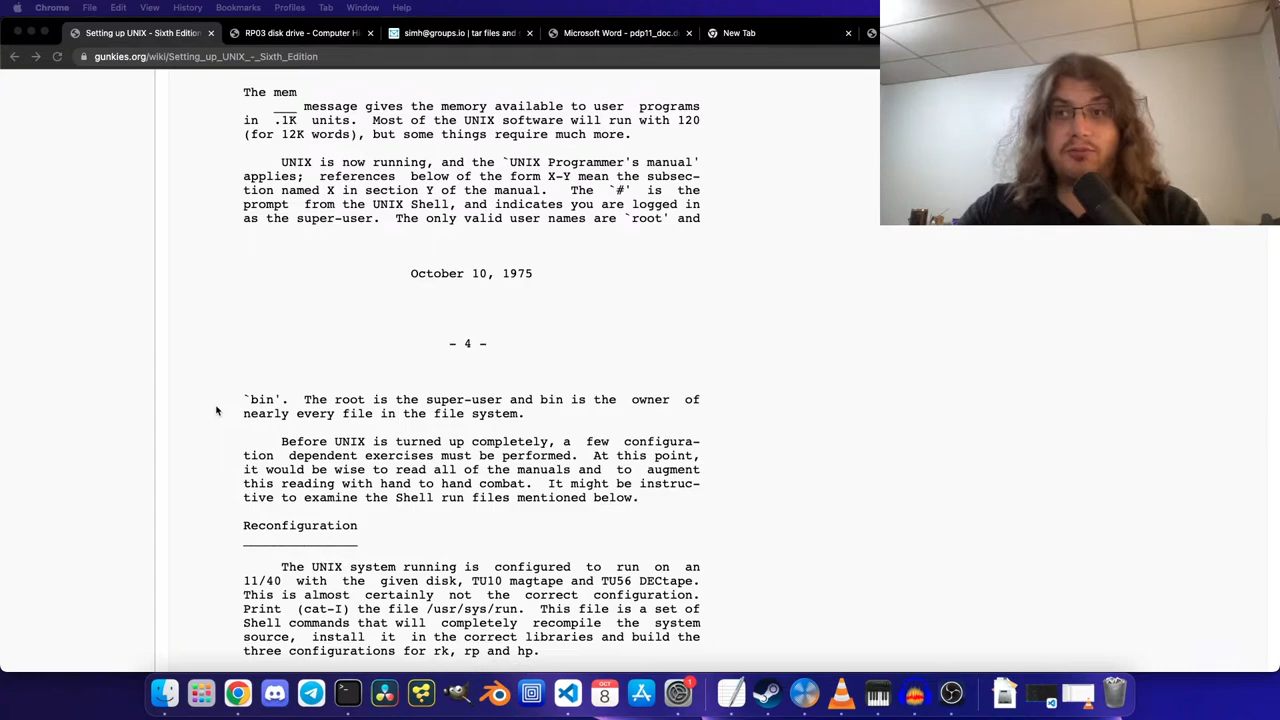 Chrome File Edit View History Bookmarks Profiles Tab Window Help
Setting up UNIX - Sixth Edition
RP03 disk drive - Computer Hi
simh@groups.io | tar files and s
Microsoft Word - pdp11_doc.d
New Tab
gunkies.org/wiki/Setting_up_UNIX_-_Sixth_Edition
The mem
___ message gives the memory available to user programs
in .1K units. Most of the UNIX software will run with 120
(for 12K words), but some things require much more.
UNIX is now running, and the `UNIX Programmer's manual'
applies; references below of the form X-Y mean the subsec-
tion named X in section Y of the manual. The `#' is the
prompt from the UNIX Shell, and indicates you are logged in
as the super-user. The only valid user names are `root' and
October 10, 1975
- 4 -
`bin'. The root is the super-user and bin is the owner of
nearly every file in the file system.
Before UNIX is turned up completely, a few configura-
tion dependent exercises must be performed. At this point,
it would be wise to read all of the manuals and to augment
this reading with hand to hand combat. It might be instruc-
tive to examine the Shell run files mentioned below.
Reconfiguration
_______________
The UNIX system running is configured to run on an
11/40 with the given disk, TU10 magtape and TU56 DECtape.
This is almost certainly not the correct configuration.
Print (cat-I) the file /usr/sys/run. This file is a set of
Shell commands that will completely recompile the system
source, install it in the correct libraries and build the
three configurations for rk, rp and hp.
OCT
8
1